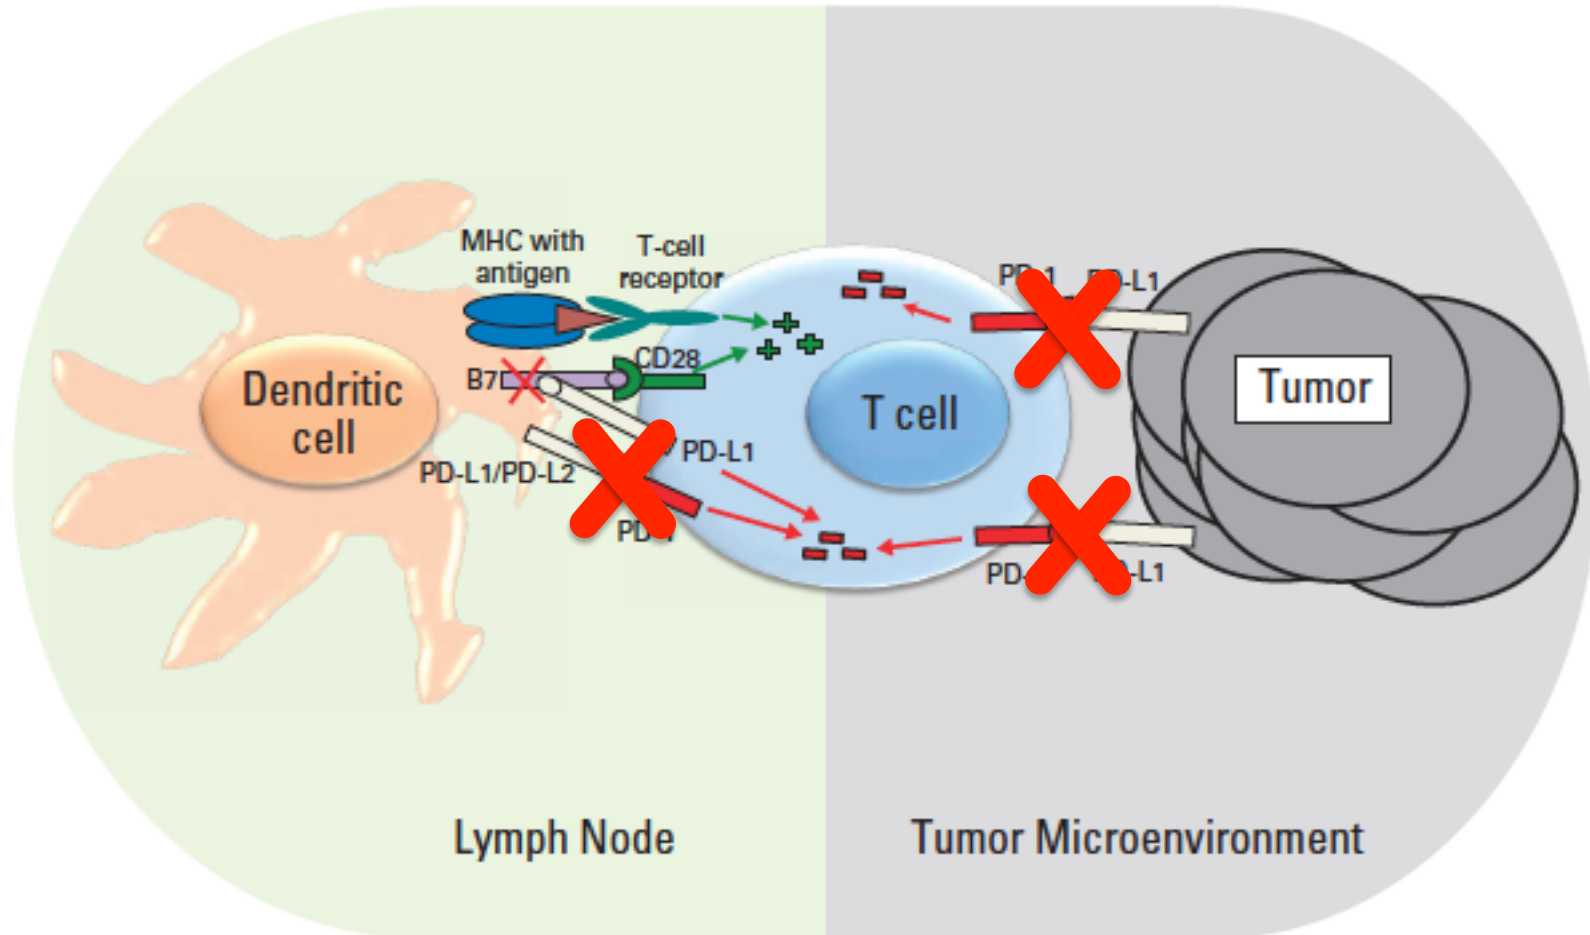 MHC with
antigen
T-cell
receptor
B7
CD28
Dendritic
cell
PD-L1/PD-L2
PD-L1
T cell
Tumor
Lymph Node
Tumor Microenvironment